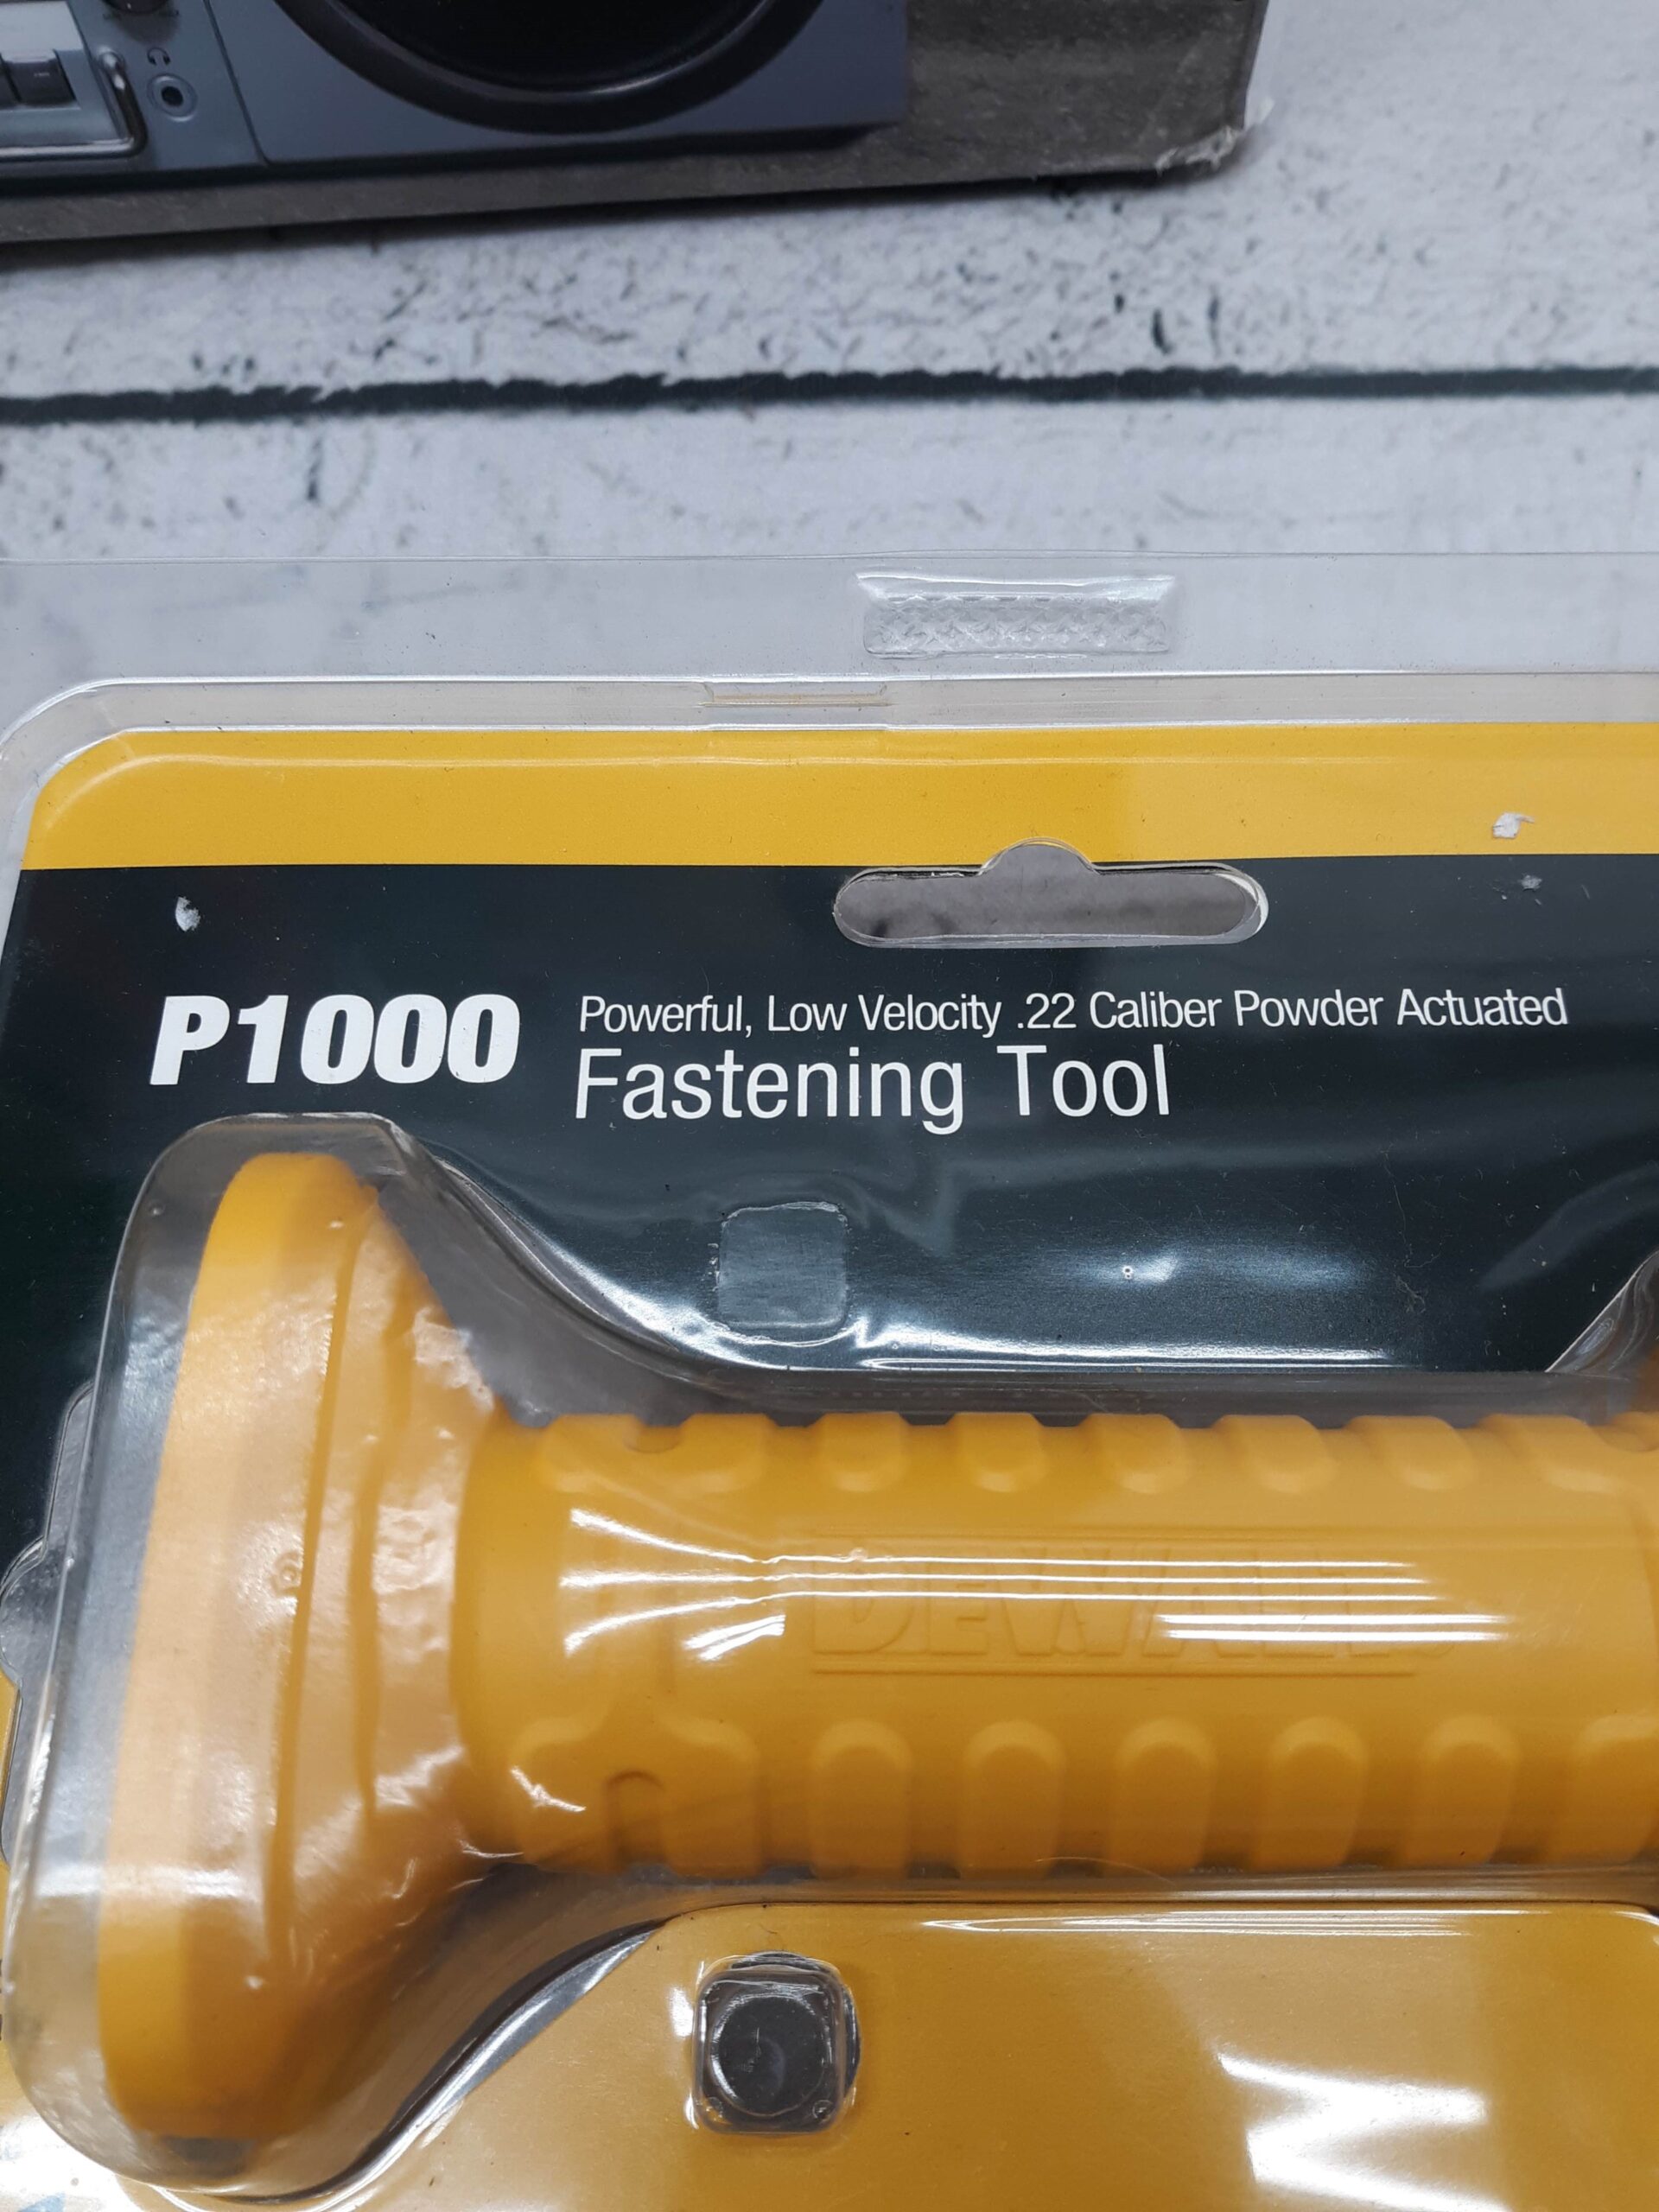 P1000
Powerful, Low Velocity .22 Caliber Powder Actuated
Fastening Tool
DEWALT